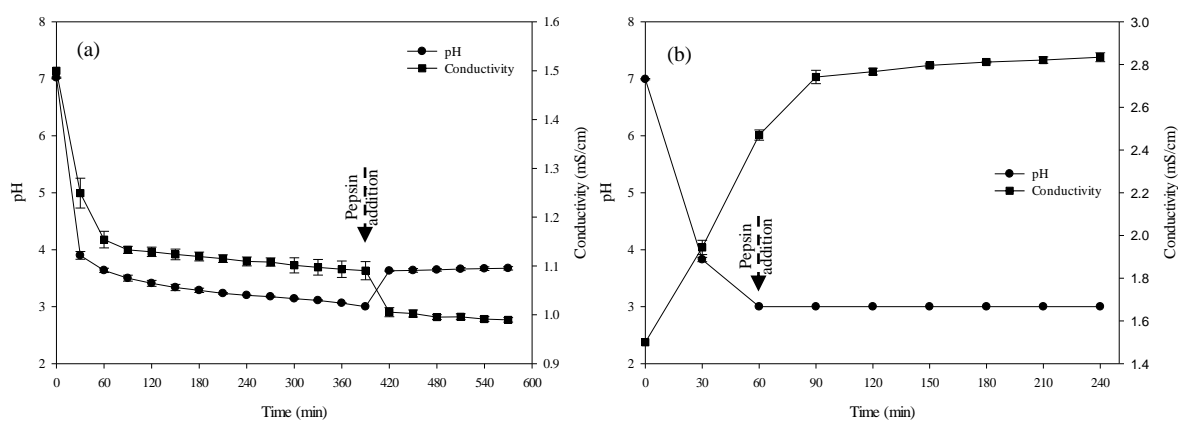 (a)
pH
Conductivity
Pepsin
addition
8
7
6
5
4
3
2
pH
1.6
1.5
1.4
1.3
1.2
1.1
1.0
0.9
Conductivity (mS/cm)
0 60 120 180 240 300 360 420 480 540 600
Time (min)
(b)
pH
Conductivity
Pepsin
addition
8
7
6
5
4
3
2
pH
3.0
2.8
2.6
2.4
2.2
2.0
1.8
1.6
1.4
Conductivity (mS/cm)
0 30 60 90 120 150 180 210 240
Time (min)